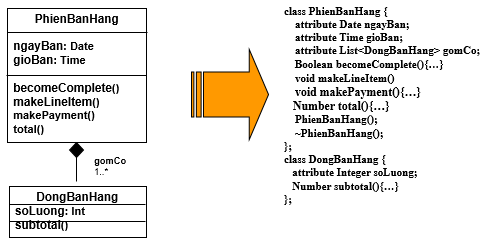 PhienBanHang
ngayBan: Date
gioBan: Time
becomeComplete()
makeLineItem()
makePayment()
total()
gomCo
1..*
DongBanHang
soLuong: Int
subtotal()
class PhienBanHang {
attribute Date ngayBan;
attribute Time gioBan;
attribute List<DongBanHang> gomCo;
Boolean becomeComplete(){…}
void makeLineItem()
void makePayment(){…}
Number total(){…}
PhienBanHang();
~PhienBanHang();
};
class DongBanHang {
attribute Integer soLuong;
Number subtotal(){…}
};